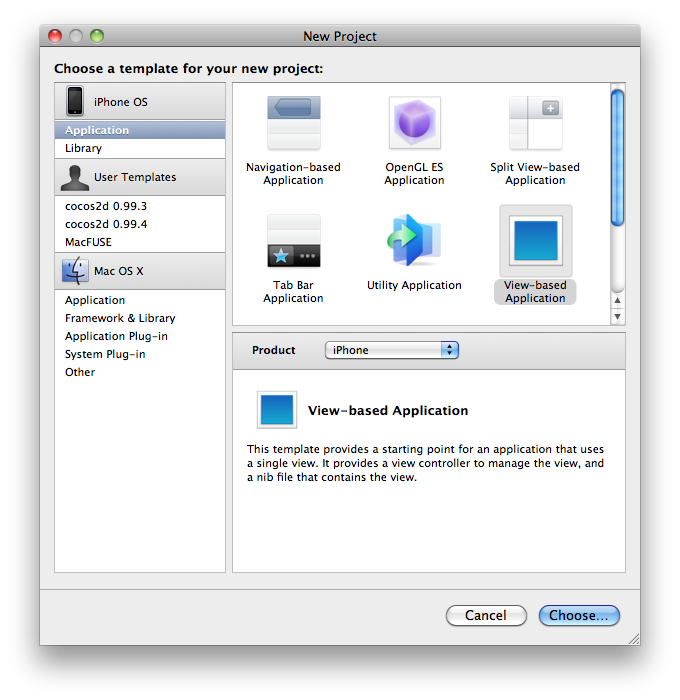 New Project
Choose a template for your new project:
iPhone OS
Application
Library
User Templates
cocos2d 0.99.3
cocos2d 0.99.4
MacFUSE
Mac OS X
Application
Framework & Library
Application Plug-in
System Plug-in
Other
Navigation-based
Application
OpenGL ES
Application
Split View-based
Application
Tab Bar
Application
Utility Application
View-based
Application
Product
iPhone
View-based Application
This template provides a starting point for an application that uses
a single view. It provides a view controller to manage the view, and
a nib file that contains the view.
Cancel
Choose...